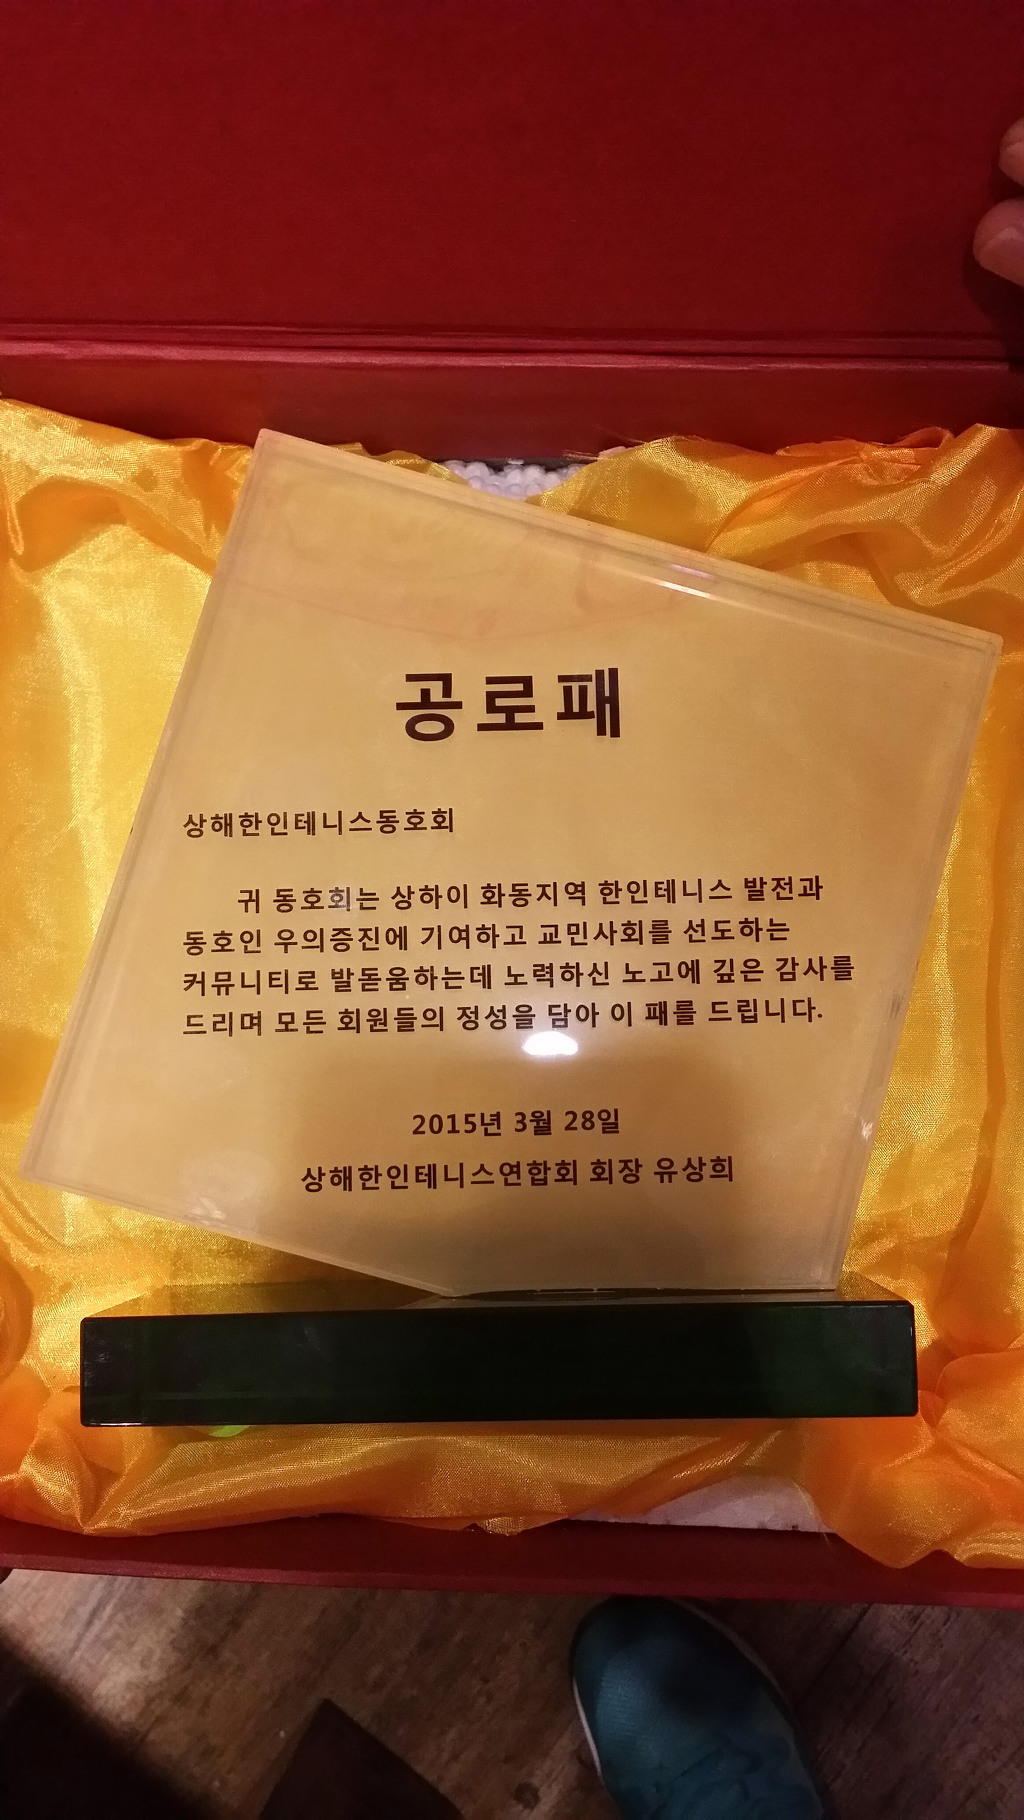 공로패
상해한인테니스동호회
귀 동호회는 상하이 화동지역 한인테니스 발전과
동호인 우의증진에 기여하고 교민사회를 선도하는
커뮤니티로 발돋움하는데 노력하신 노고에 깊은 감사를
드리며 모든 회원들의 정성을 담아 이 패를 드립니다.
2015년 3월 28일
상해한인테니스연합회 회장 유상희